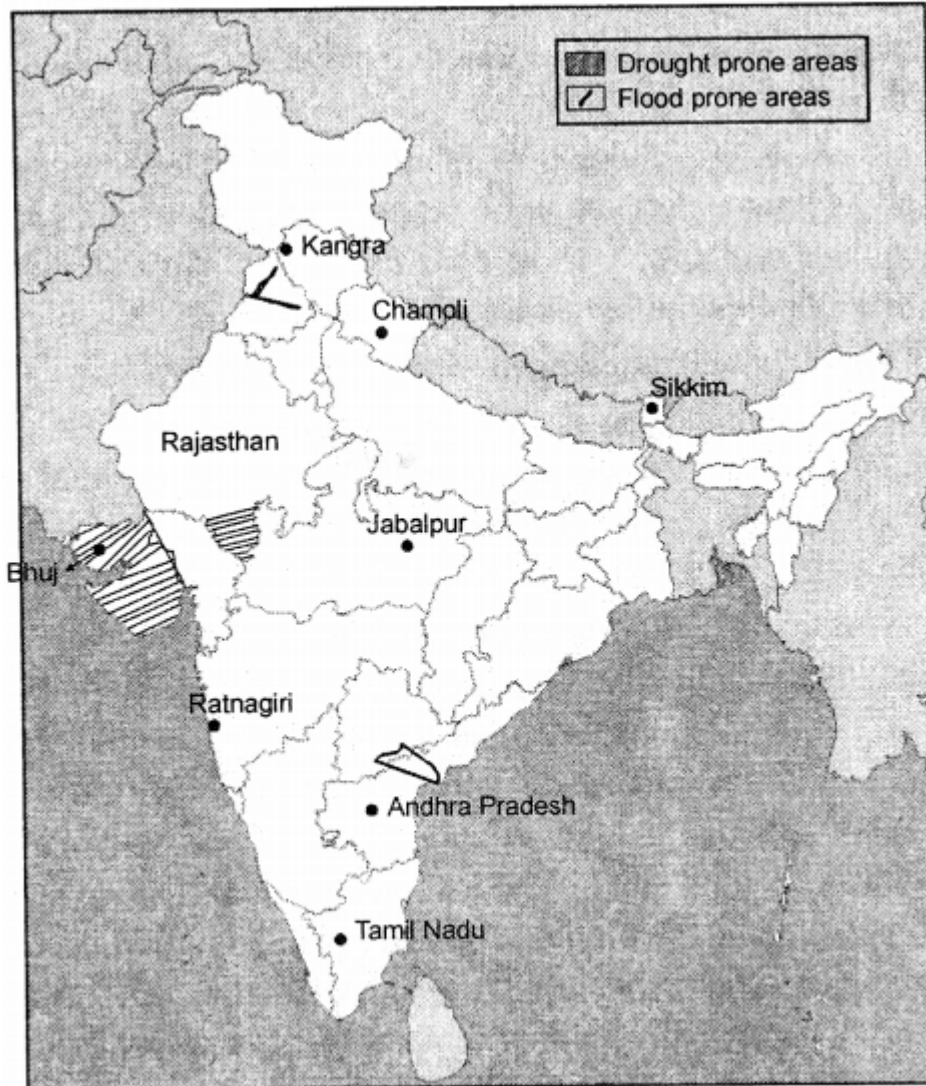 Drought prone areas
Flood prone areas
Kangra
Chamoli
Sikkim
Rajasthan
Jabalpur
Bhuj
Ratnagiri
Andhra Pradesh
Tamil Nadu